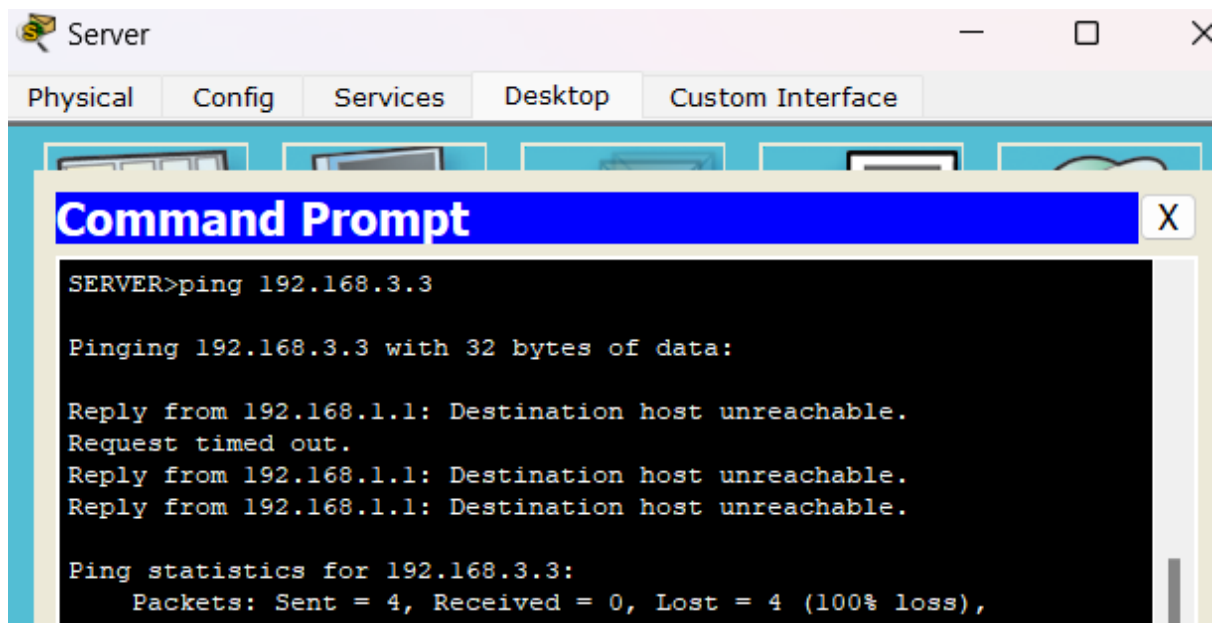 Server
Physical Config Services Desktop Custom Interface
Command Prompt X
SERVER>ping 192.168.3.3
Pinging 192.168.3.3 with 32 bytes of data:
Reply from 192.168.1.1: Destination host unreachable.
Request timed out.
Reply from 192.168.1.1: Destination host unreachable.
Reply from 192.168.1.1: Destination host unreachable.
Ping statistics for 192.168.3.3:
Packets: Sent = 4, Received = 0, Lost = 4 (100% loss),